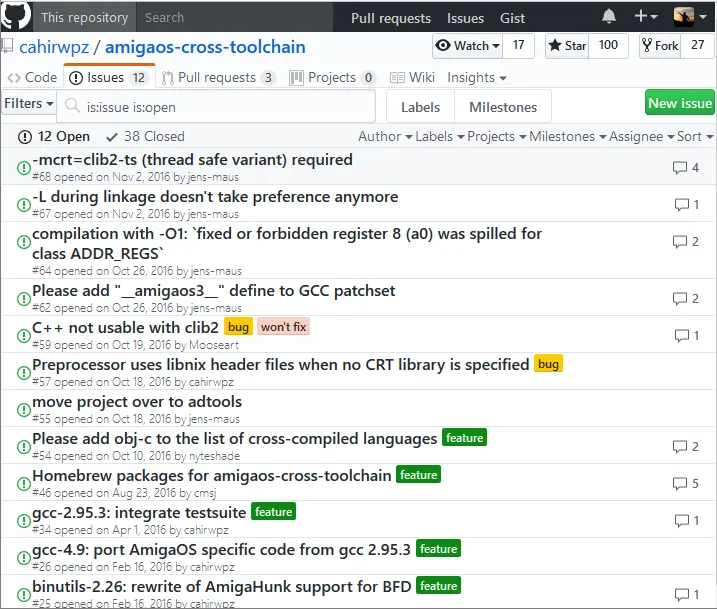 This repository Search Pull requests Issues Gist
cahirwpz / amigaos-cross-toolchain Watch 17 Star 100 Fork 27
Code Issues 12 Pull requests 3 Projects 0 Wiki Insights
Filters is:issue is:open Labels Milestones New issue
12 Open 38 Closed Author Labels Projects Milestones Assignee Sort
-mcrt=clib2-ts (thread safe variant) required
#68 opened on Nov 2, 2016 by jens-maus 4
-L during linkage doesn't take preference anymore
#67 opened on Nov 2, 2016 by jens-maus 1
compilation with -O1: `fixed or forbidden register 8 (a0) was spilled for
class ADDR_REGS` 2
#64 opened on Oct 26, 2016 by jens-maus
Please add "__amigaos3__" define to GCC patchset
#62 opened on Oct 26, 2016 by jens-maus 2
C++ not usable with clib2 bug won't fix
#59 opened on Oct 19, 2016 by Mooseart 1
Preprocessor uses libnix header files when no CRT library is specified bug
#57 opened on Oct 18, 2016 by cahirwpz
move project over to adtools
#55 opened on Oct 18, 2016 by jens-maus
Please add obj-c to the list of cross-compiled languages feature
#54 opened on Oct 10, 2016 by nyteshade 2
Homebrew packages for amigaos-cross-toolchain feature
#46 opened on Aug 23, 2016 by cmsj 5
gcc-2.95.3: integrate testsuite feature
#34 opened on Apr 1, 2016 by cahirwpz 1
gcc-4.9: port AmigaOS specific code from gcc 2.95.3 feature
#26 opened on Feb 16, 2016 by cahirwpz
binutils-2.26: rewrite of AmigaHunk support for BFD feature
#25 opened on Feb 16, 2016 by cahirwpz 1